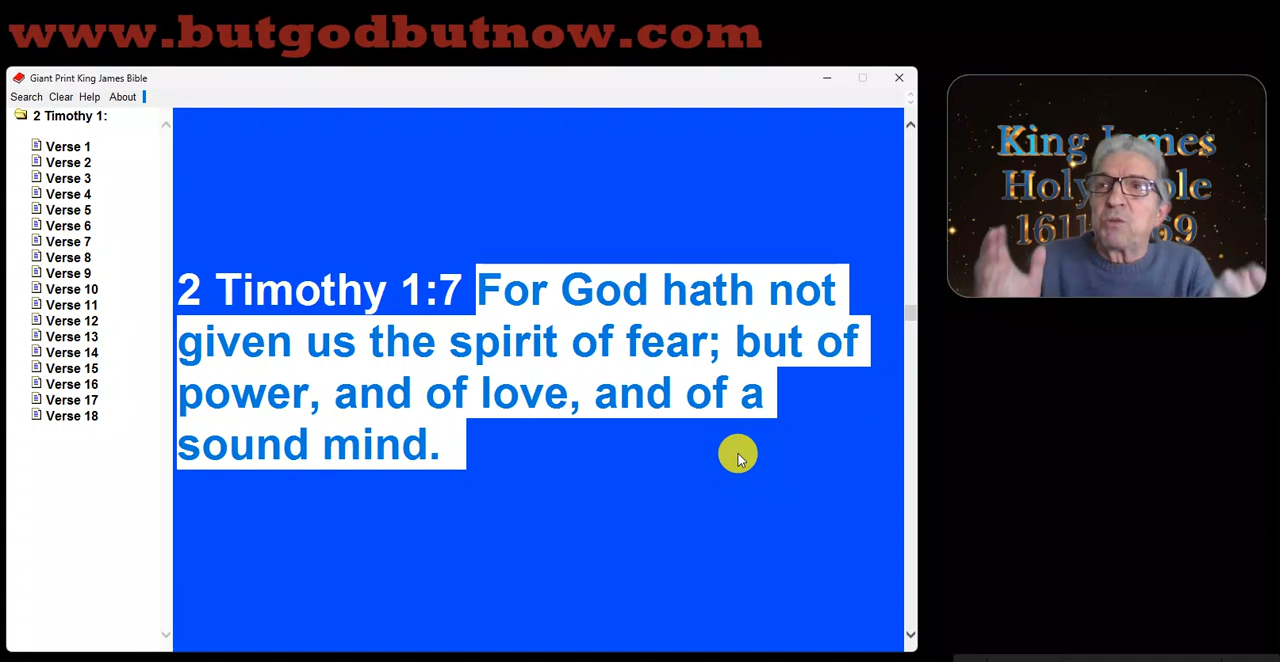 www.butgodbutnow.com
Giant Print King James Bible
Search Clear Help About
2 Timothy 1:
Verse 1
Verse 2
Verse 3
Verse 4
Verse 5
Verse 6
Verse 7
Verse 8
Verse 9
Verse 10
Verse 11
Verse 12
Verse 13
Verse 14
Verse 15
Verse 16
Verse 17
Verse 18
2 Timothy 1:7 For God hath not
given us the spirit of fear; but of
power, and of love, and of a
sound mind.
King
Holy